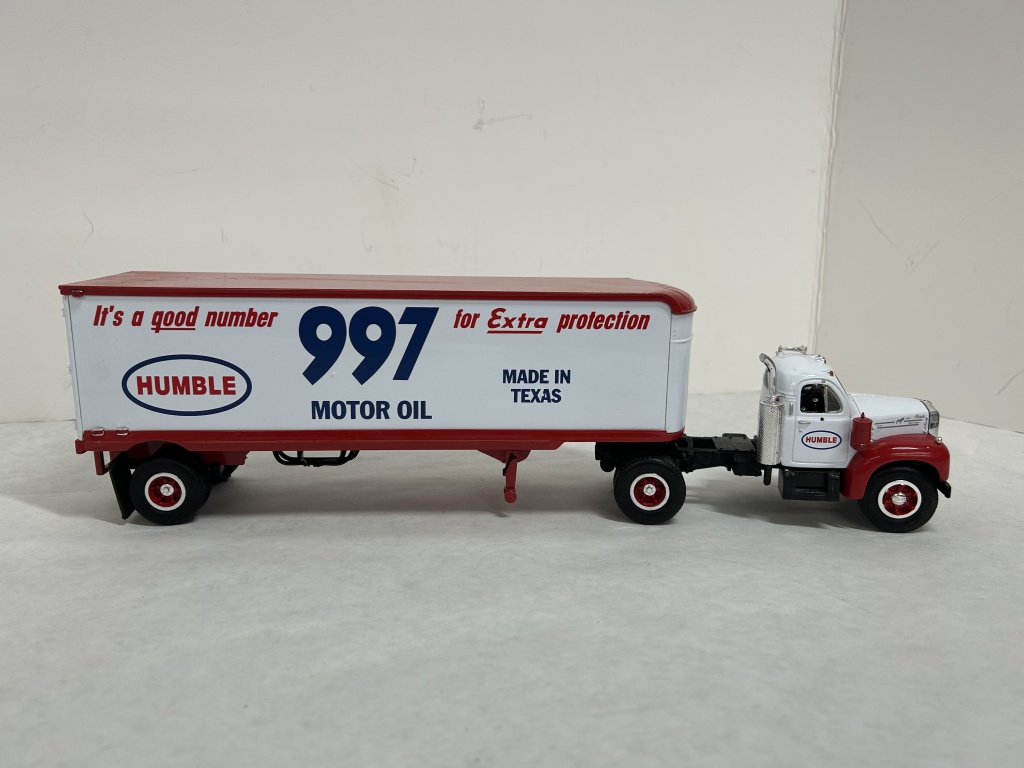 It's a good number 997 for Extra protection
HUMBLE
MOTOR OIL
MADE IN
TEXAS
HUMBLE